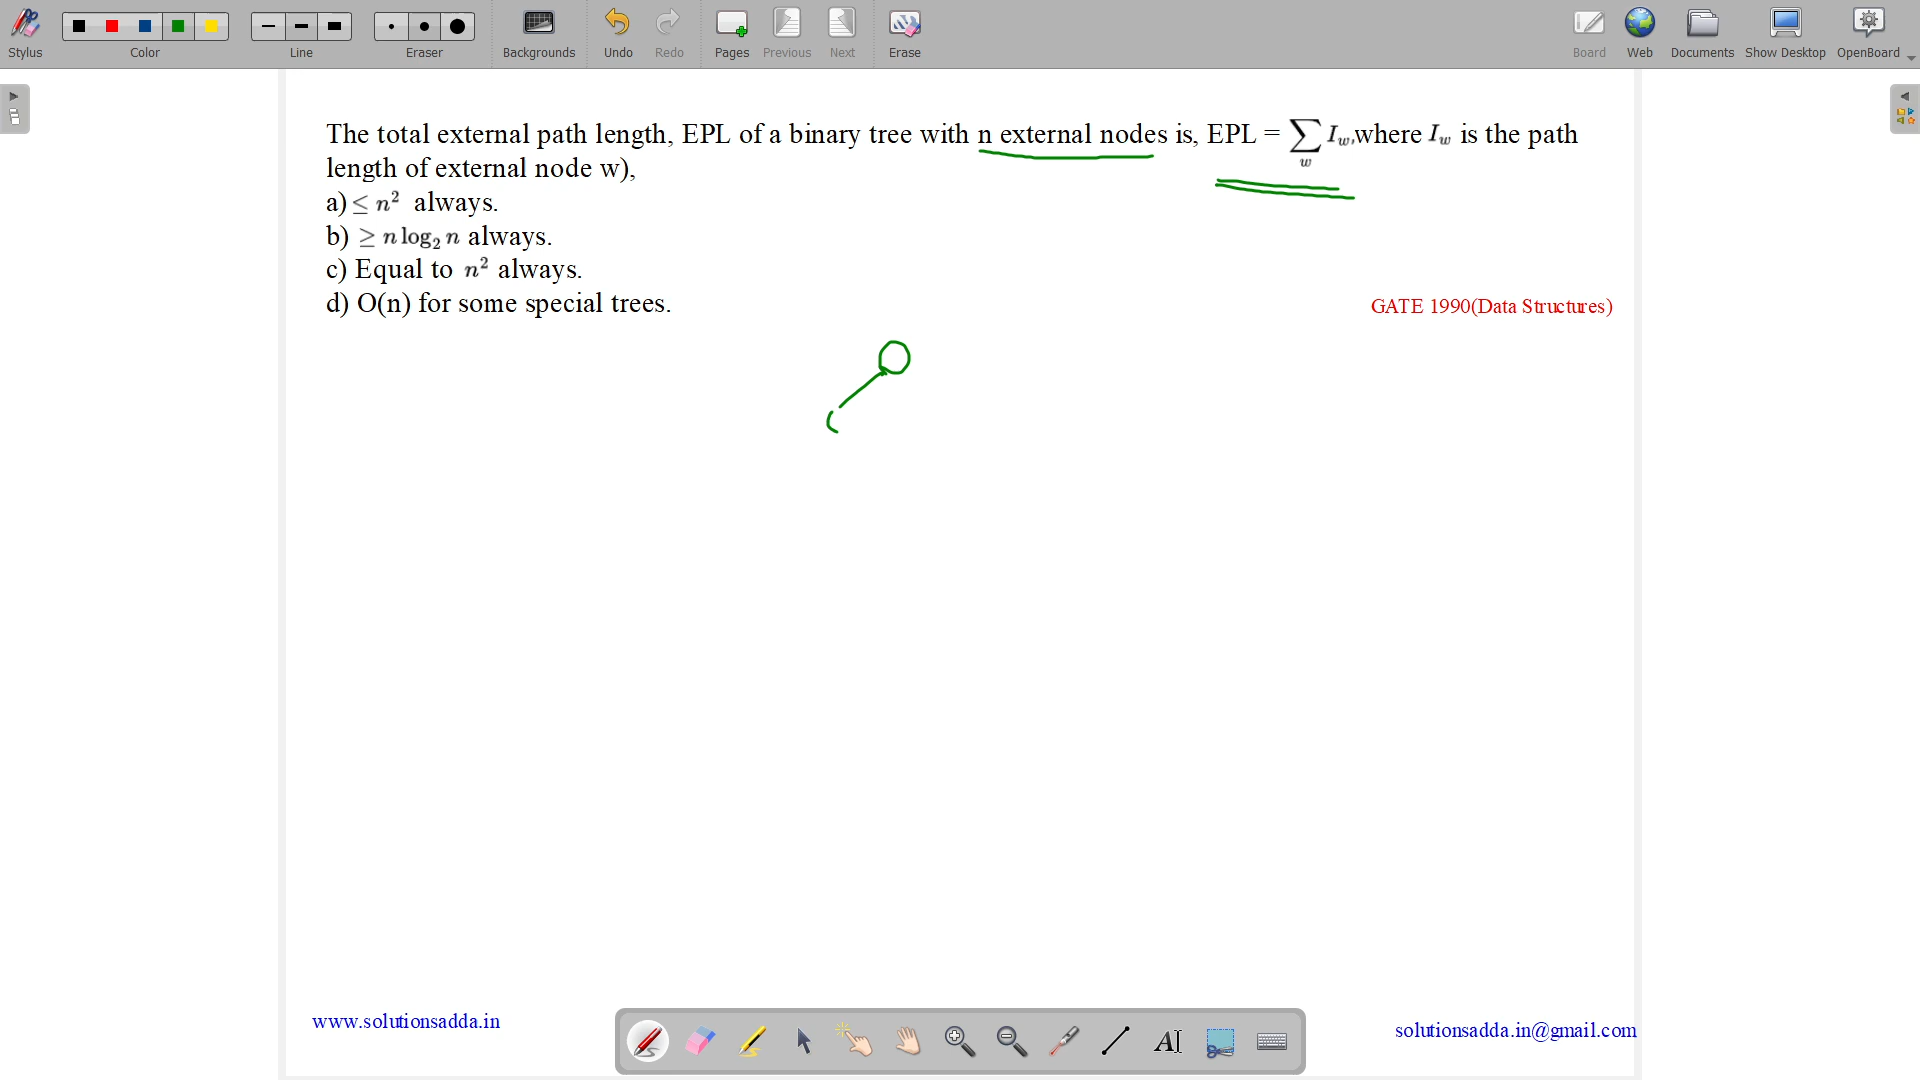 Stylus Color Line Eraser Backgrounds Undo Redo Pages Previous Next Erase Board Web Documents Show Desktop OpenBoard
The total external path length, EPL of a binary tree with n external nodes is, EPL = ∑_w I_w, where I_w is the path
length of external node w),
a) ≤ n² always.
b) ≥ n log₂ n always.
c) Equal to n² always.
d) O(n) for some special trees.
GATE 1990(Data Structures)
www.solutionsadda.in
solutionsadda.in@gmail.com